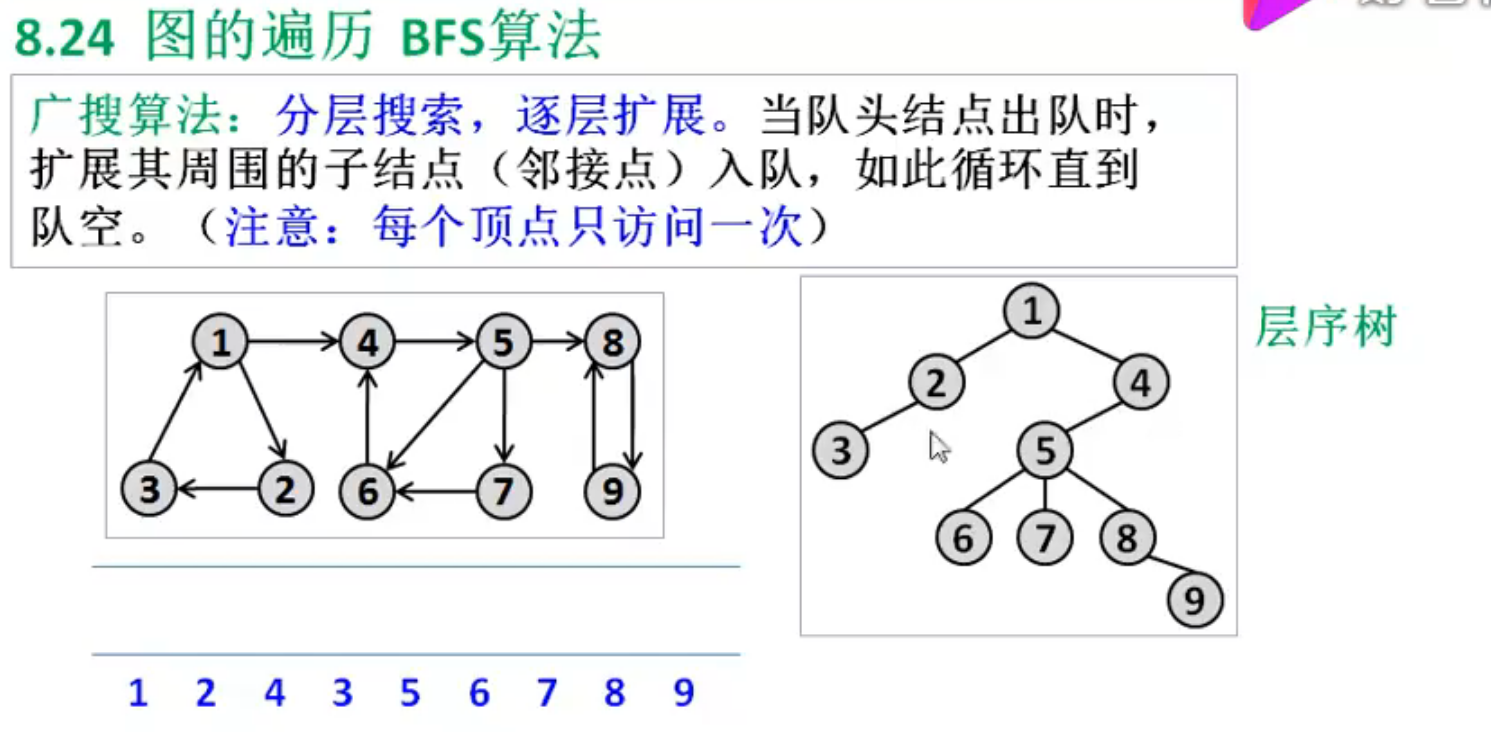 8.24 图的遍历 BFS算法
广搜算法：分层搜索，逐层扩展。当队头结点出队时，
扩展其周围的子结点（邻接点）入队，如此循环直到
队空。（注意：每个顶点只访问一次）
1 4 5 8
3 2 6 7 9
1
2 4
3 5
6 7 8
9
层序树
1 2 4 3 5 6 7 8 9